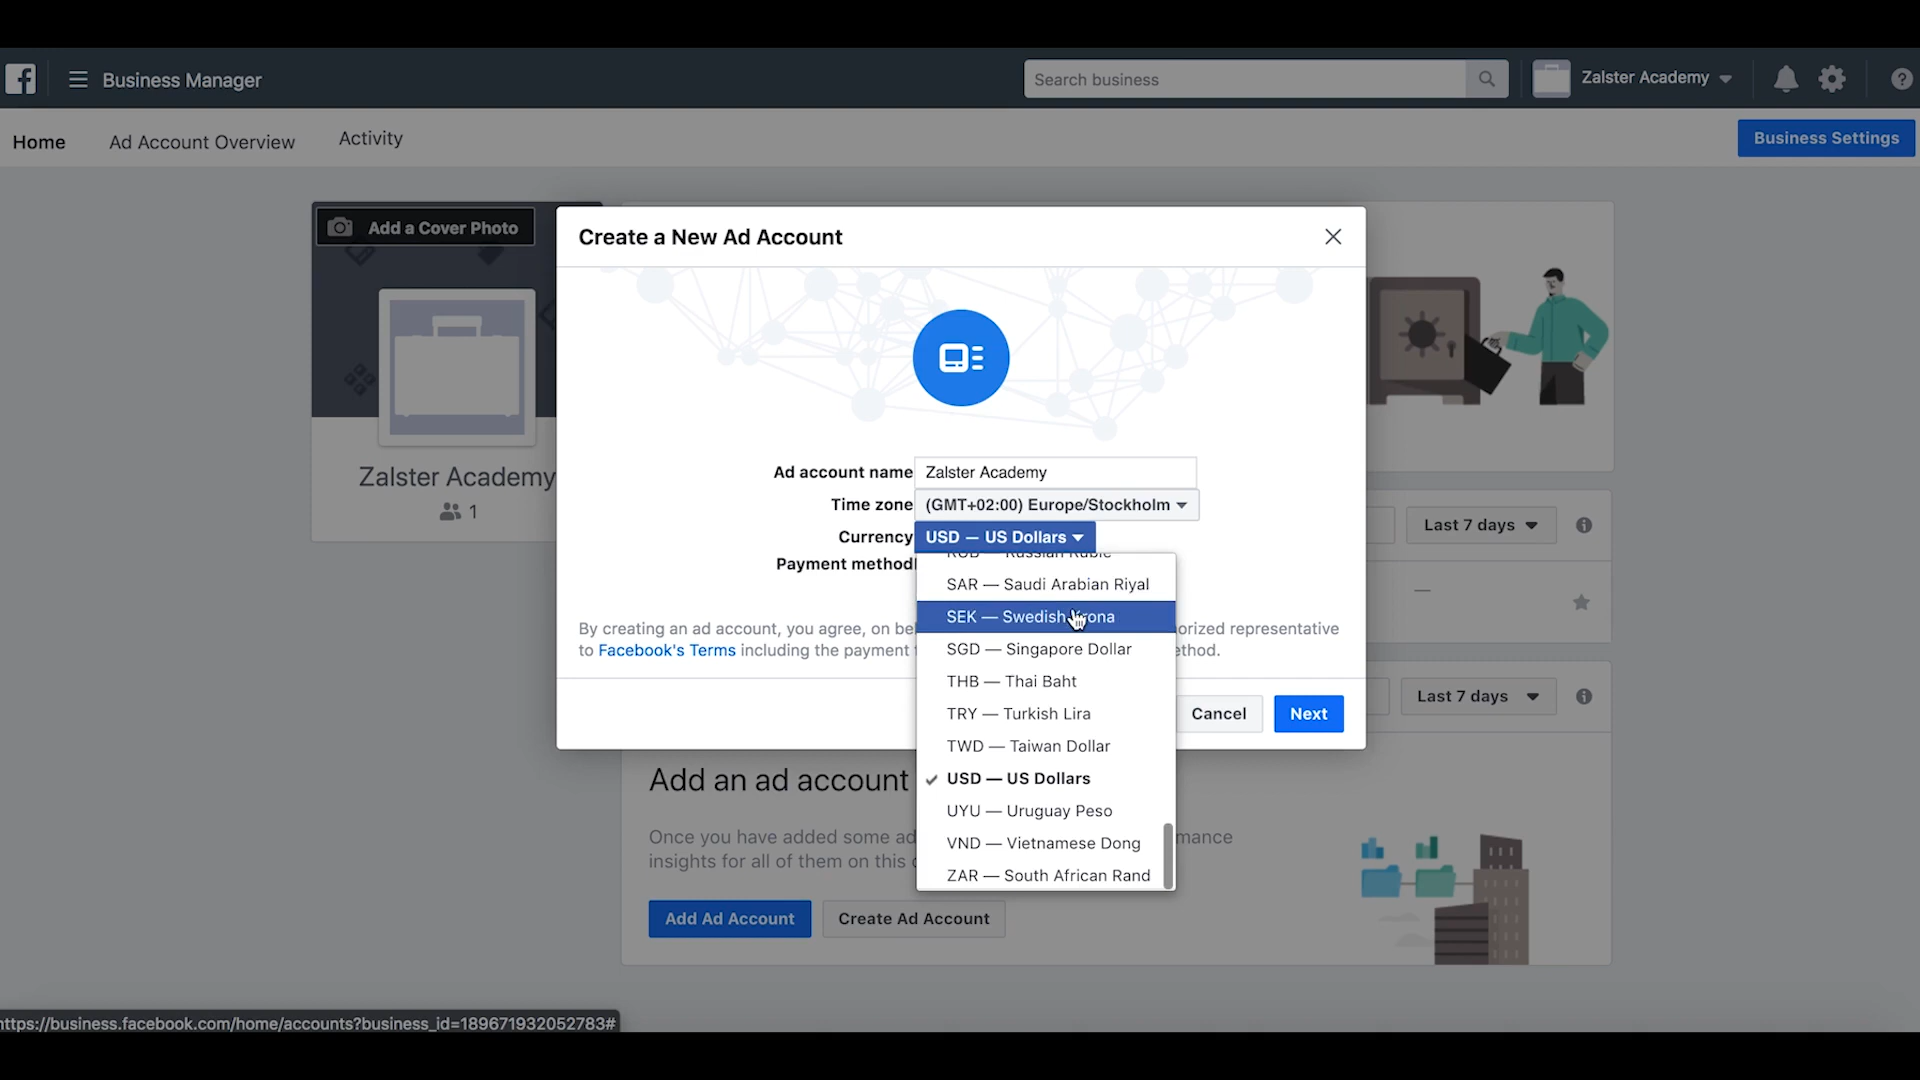 Business Manager
Search business
Zalster Academy
Home
Ad Account Overview
Activity
Business Settings
Add a Cover Photo
Zalster Academy
1
Create a New Ad Account
Ad account name
Zalster Academy
Time zone
(GMT+02:00) Europe/Stockholm
Currency
USD — US Dollars
Payment method
Russian Ruble
SAR — Saudi Arabian Riyal
SEK — Swedish
SGD — Singapore Dollar
THB — Thai Baht
TRY — Turkish Lira
TWD — Taiwan Dollar
USD — US Dollars
UYU — Uruguay Peso
VND — Vietnamese Dong
ZAR — South African Rand
By creating an ad account, you agree, on representative
to Facebook's Terms including the payment
Cancel
Next
Last 7 days
Last 7 days
Add an ad account
Once you have added some
insights for all of them on this
Add Ad Account
Create Ad Account
https://business.facebook.com/home/accounts?business_id=189671932052783#